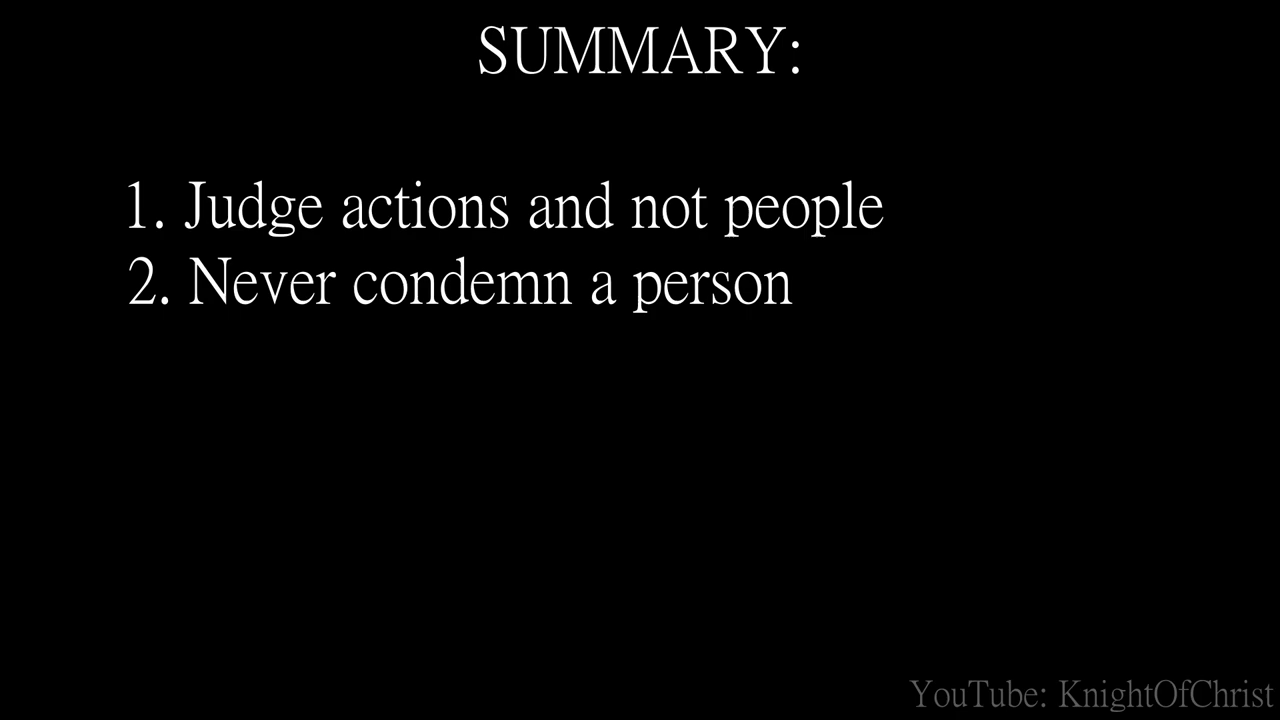 SUMMARY:
1. Judge actions and not people
2. Never condemn a person
YouTube: KnightOfChrist